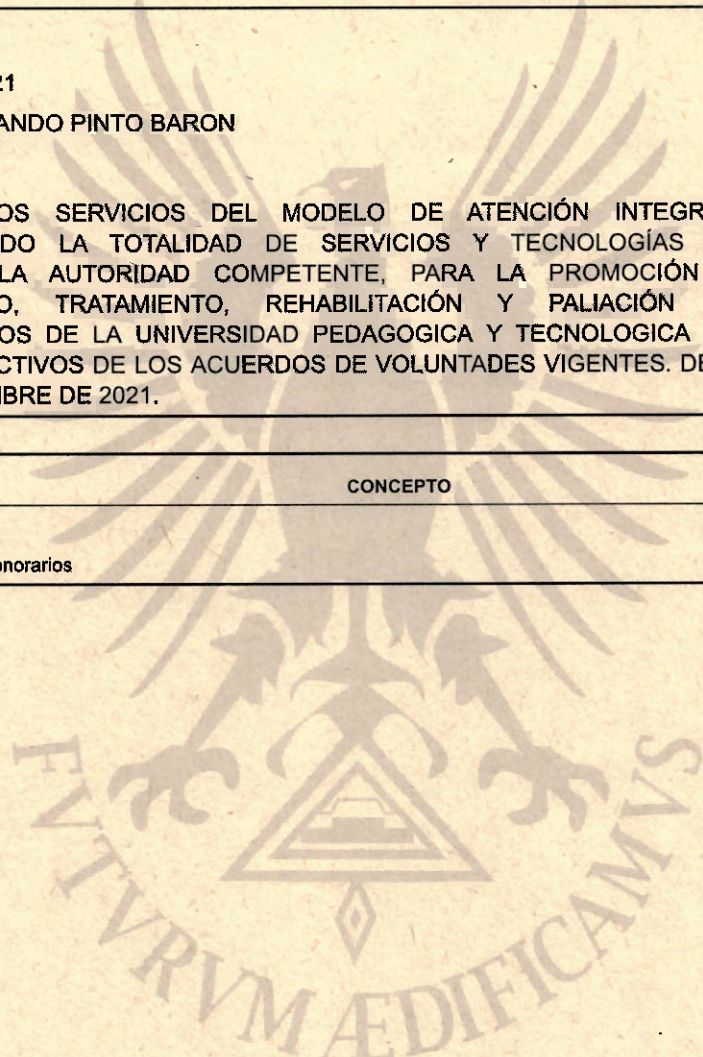 21
ANDO PINTO BARON
OS SERVICIOS DEL MODELO DE ATENCIÓN INTEGR
DO LA TOTALIDAD DE SERVICIOS Y TECNOLOGÍAS
LA AUTORIDAD COMPETENTE, PARA LA PROMOCIÓN
O, TRATAMIENTO, REHABILITACIÓN Y PALIACIÓN
OS DE LA UNIVERSIDAD PEDAGOGICA Y TECNOLOGICA
CTIVOS DE LOS ACUERDOS DE VOLUNTADES VIGENTES. DE
IBRE DE 2021.
CONCEPTO
onorarios
FVTVRVM ÆDIFICAMVS